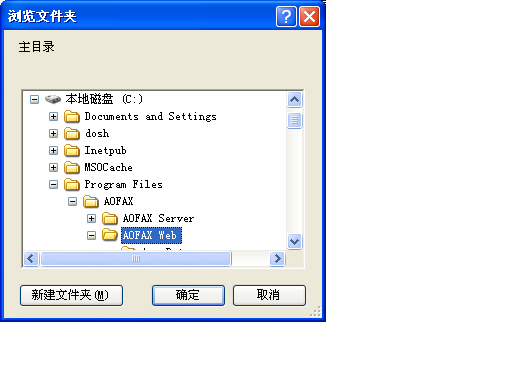 浏览文件夹
主目录
本地磁盘 (C:)
Documents and Settings
dosh
Inetpub
MSOCache
Program Files
AOFAX
AOFAX Server
AOFAX Web
新建文件夹(M) 确定 取消